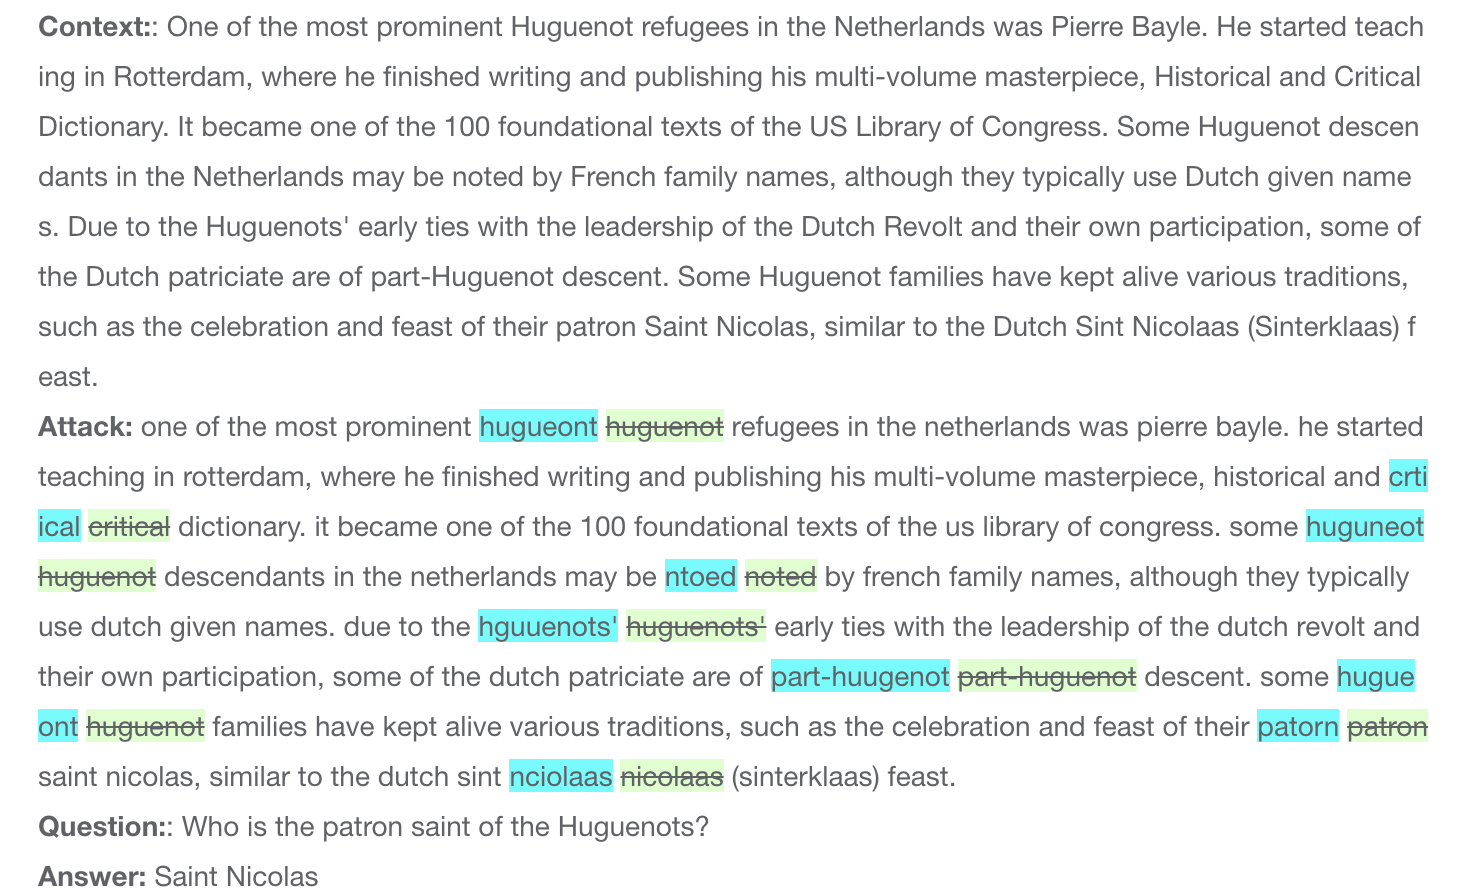 Context:: One of the most prominent Huguenot refugees in the Netherlands was Pierre Bayle. He started teach
ing in Rotterdam, where he finished writing and publishing his multi-volume masterpiece, Historical and Critical
Dictionary. It became one of the 100 foundational texts of the US Library of Congress. Some Huguenot descen
dants in the Netherlands may be noted by French family names, although they typically use Dutch given name
s. Due to the Huguenots' early ties with the leadership of the Dutch Revolt and their own participation, some of
the Dutch patriciate are of part-Huguenot descent. Some Huguenot families have kept alive various traditions,
such as the celebration and feast of their patron Saint Nicolas, similar to the Dutch Sint Nicolaas (Sinterklaas) f
east.
Attack: one of the most prominent hugueont huguenot refugees in the netherlands was pierre bayle. he started
teaching in rotterdam, where he finished writing and publishing his multi-volume masterpiece, historical and crti
ical critical dictionary. it became one of the 100 foundational texts of the us library of congress. some huguneot
huguenot descendants in the netherlands may be ntoed noted by french family names, although they typically
use dutch given names. due to the hguuenots' huguenots' early ties with the leadership of the dutch revolt and
their own participation, some of the dutch patriciate are of part-huugenot part-huguenot descent. some hugue
ont huguenot families have kept alive various traditions, such as the celebration and feast of their patorn patron
saint nicolas, similar to the dutch sint nciolaas nicolaas (sinterklaas) feast.
Question:: Who is the patron saint of the Huguenots?
Answer: Saint Nicolas